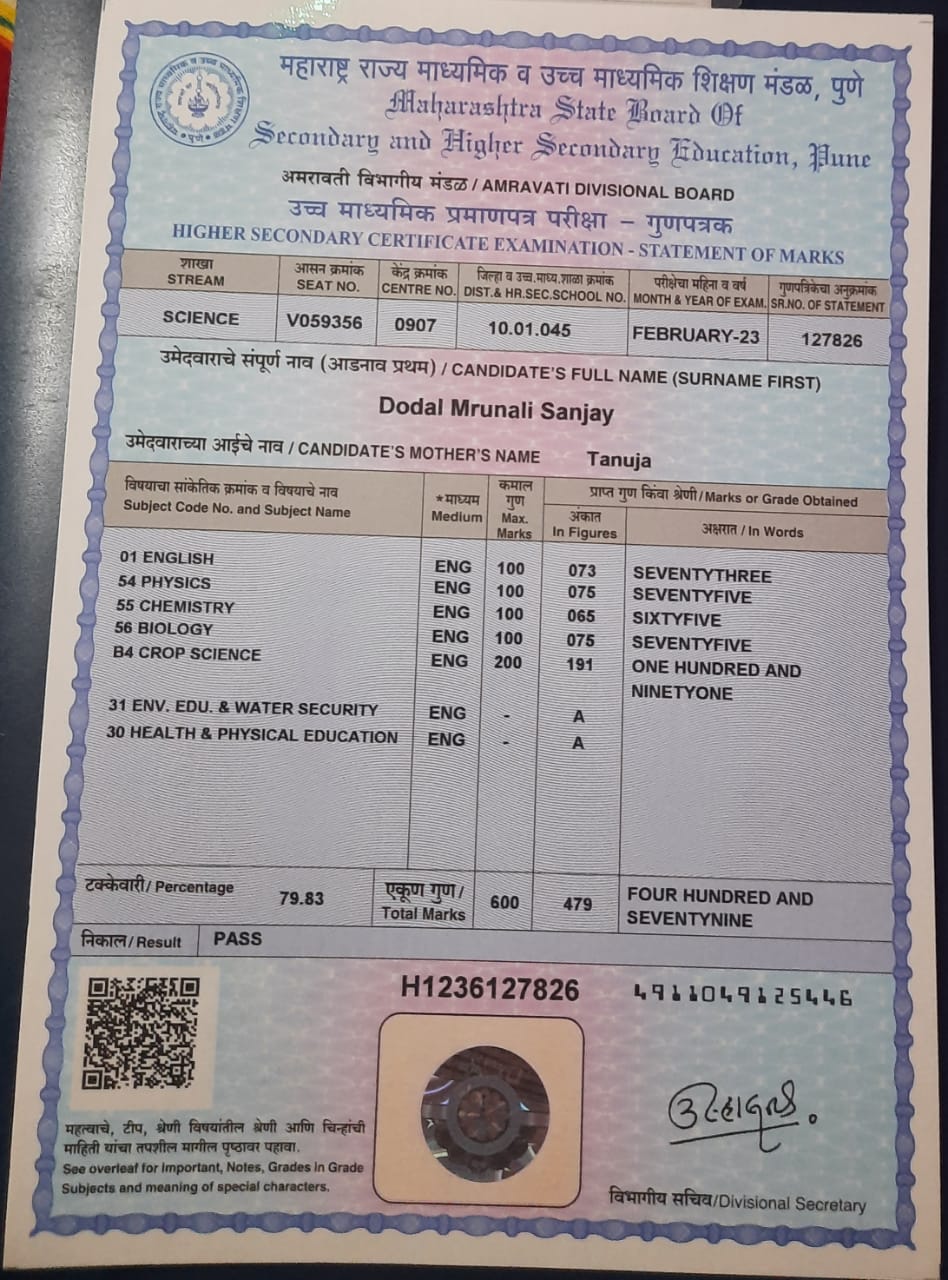 महाराष्ट्र राज्य माध्यमिक व उच्च माध्यमिक शिक्षण मंडळ, पुणे
Maharashtra State Board Of
Secondary and Higher Secondary Education, Pune
अमरावती विभागीय मंडळ / AMRAVATI DIVISIONAL BOARD
उच्च माध्यमिक प्रमाणपत्र परीक्षा – गुणपत्रक
HIGHER SECONDARY CERTIFICATE EXAMINATION - STATEMENT OF MARKS
शाखा आसन क्रमांक केंद्र क्रमांक जिल्हा व उच्च.माध्य.शाळा क्रमांक परीक्षेचा महिना व वर्ष गुणपत्रिकेचा अनुक्रमांक
STREAM SEAT NO. CENTRE NO. DIST.& HR.SEC.SCHOOL NO. MONTH & YEAR OF EXAM. SR.NO. OF STATEMENT
SCIENCE V059356 0907 10.01.045 FEBRUARY-23 127826
उमेदवाराचे संपूर्ण नाव (आडनाव प्रथम) / CANDIDATE'S FULL NAME (SURNAME FIRST)
Dodal Mrunali Sanjay
उमेदवाराच्या आईचे नाव / CANDIDATE'S MOTHER'S NAME Tanuja
विषयाचा सांकेतिक क्रमांक व विषयाचे नाव
Subject Code No. and Subject Name
*माध्यम
Medium
कमाल
गुण
Max.
Marks
प्राप्त गुण किंवा श्रेणी/Marks or Grade Obtained
अंकात
In Figures
अक्षरात / In Words
01 ENGLISH ENG 100 073 SEVENTYTHREE
54 PHYSICS ENG 100 075 SEVENTYFIVE
55 CHEMISTRY ENG 100 065 SIXTYFIVE
56 BIOLOGY ENG 100 075 SEVENTYFIVE
B4 CROP SCIENCE ENG 200 191 ONE HUNDRED AND
NINETYONE
31 ENV. EDU. & WATER SECURITY ENG - A
30 HEALTH & PHYSICAL EDUCATION ENG - A
टक्केवारी/ Percentage 79.83
एकूण गुण/
Total Marks
600 479
FOUR HUNDRED AND
SEVENTYNINE
निकाल/Result PASS
H1236127826 4911049125446
महत्वाचे, टीप, श्रेणी विषयांतील श्रेणी आणि चिन्हांची
माहिती यांचा तपशील मागील पृष्ठावर पहावा.
See overleaf for Important, Notes, Grades in Grade
Subjects and meaning of special characters.
विभागीय सचिव/Divisional Secretary